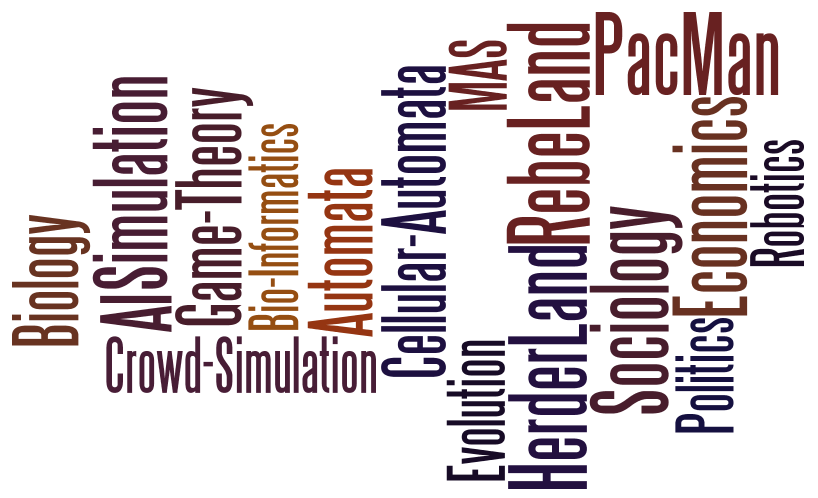 Biology
AISimulation
Game-Theory
Bio-Informatics
Automata
Crowd-Simulation
Cellular-Automata
MAS
Evolution
RebeLand
HerderLand
PacMan
Sociology
Economics
Politics
Robotics